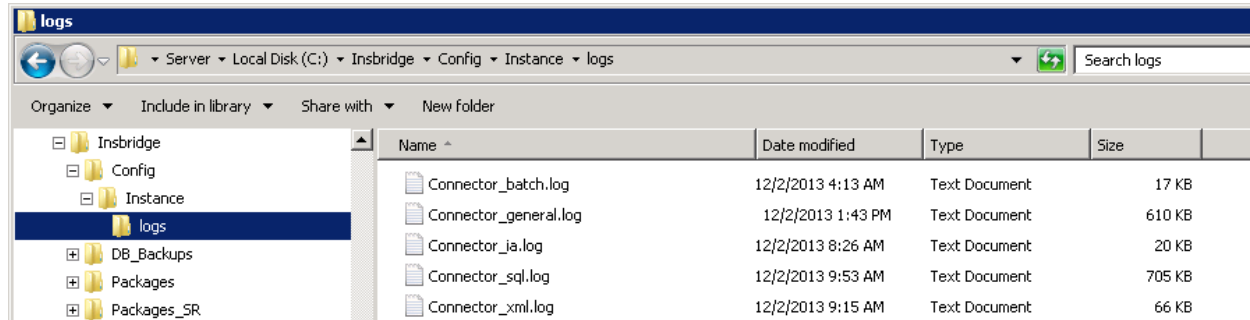 logs
Server Local Disk (C:) Insbridge Config Instance logs Search logs
Organize Include in library Share with New folder
Insbridge
Config
Instance
logs
DB_Backups
Packages
Packages_SR
Name Date modified Type Size
Connector_batch.log 12/2/2013 4:13 AM Text Document 17 KB
Connector_general.log 12/2/2013 1:43 PM Text Document 610 KB
Connector_ia.log 12/2/2013 8:26 AM Text Document 20 KB
Connector_sql.log 12/2/2013 9:53 AM Text Document 705 KB
Connector_xml.log 12/2/2013 9:15 AM Text Document 66 KB